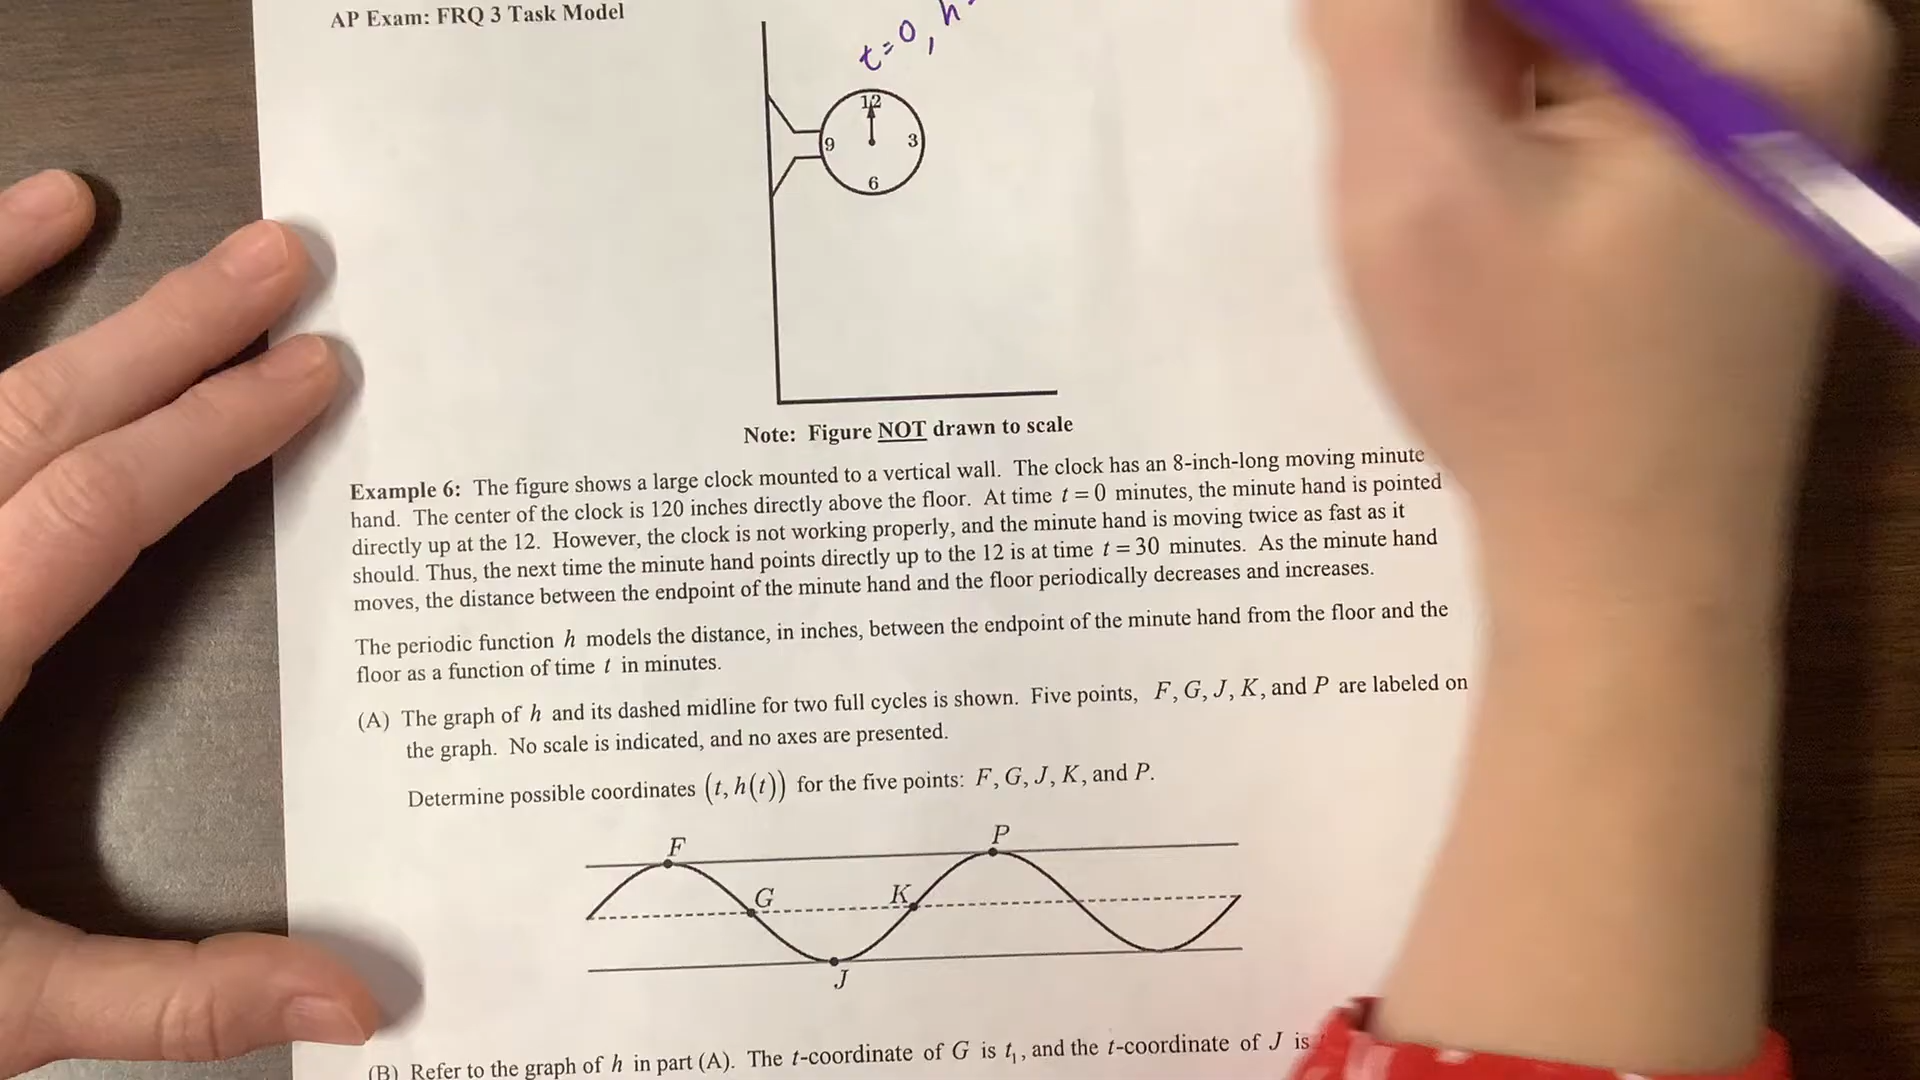 AP Exam: FRQ 3 Task Model
t=0, h
12
9
3
6
Note: Figure NOT drawn to scale
Example 6: The figure shows a large clock mounted to a vertical wall. The clock has an 8-inch-long moving minute
hand. The center of the clock is 120 inches directly above the floor. At time t = 0 minutes, the minute hand is pointed
directly up at the 12. However, the clock is not working properly, and the minute hand is moving twice as fast as it
should. Thus, the next time the minute hand points directly up to the 12 is at time t = 30 minutes. As the minute hand
moves, the distance between the endpoint of the minute hand and the floor periodically decreases and increases.
The periodic function h models the distance, in inches, between the endpoint of the minute hand from the floor and the
floor as a function of time t in minutes.
(A) The graph of h and its dashed midline for two full cycles is shown. Five points, F, G, J, K, and P are labeled on
the graph. No scale is indicated, and no axes are presented.
Determine possible coordinates (t, h(t)) for the five points: F, G, J, K, and P.
F
P
G
K
J
(B) Refer to the graph of h in part (A). The t-coordinate of G is t₁, and the t-coordinate of J is